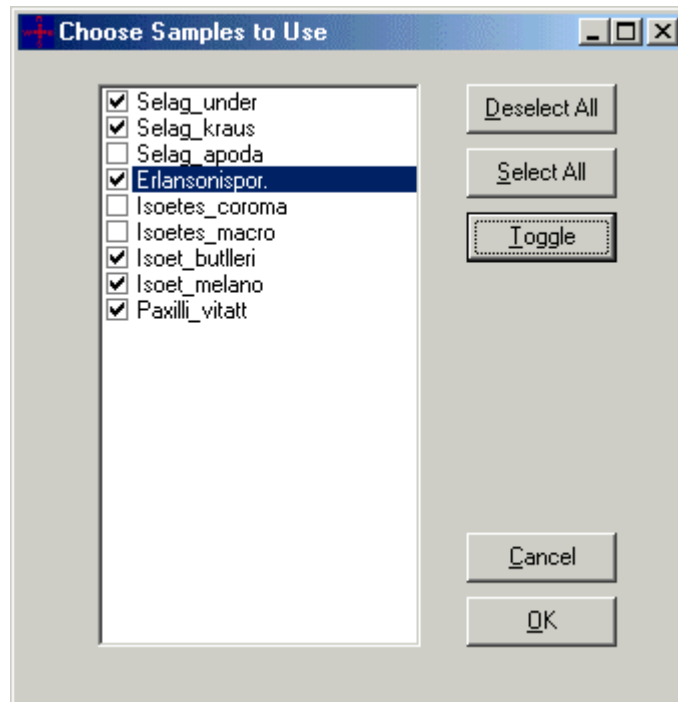 Choose Samples to Use
Selag_under
Selag_kraus
Selag_apoda
Erlansonispor.
Isoetes_coroma
Isoetes_macro
Isoet_butlleri
Isoet_melano
Paxilli_vitatt
Deselect All
Select All
Toggle
Cancel
OK